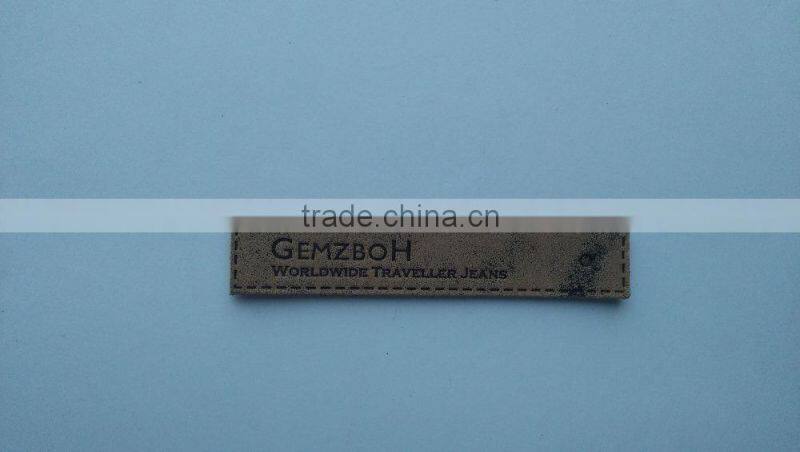 trade.china.cn
GEMZBOH
WORLDWIDE TRAVELLER JEANS